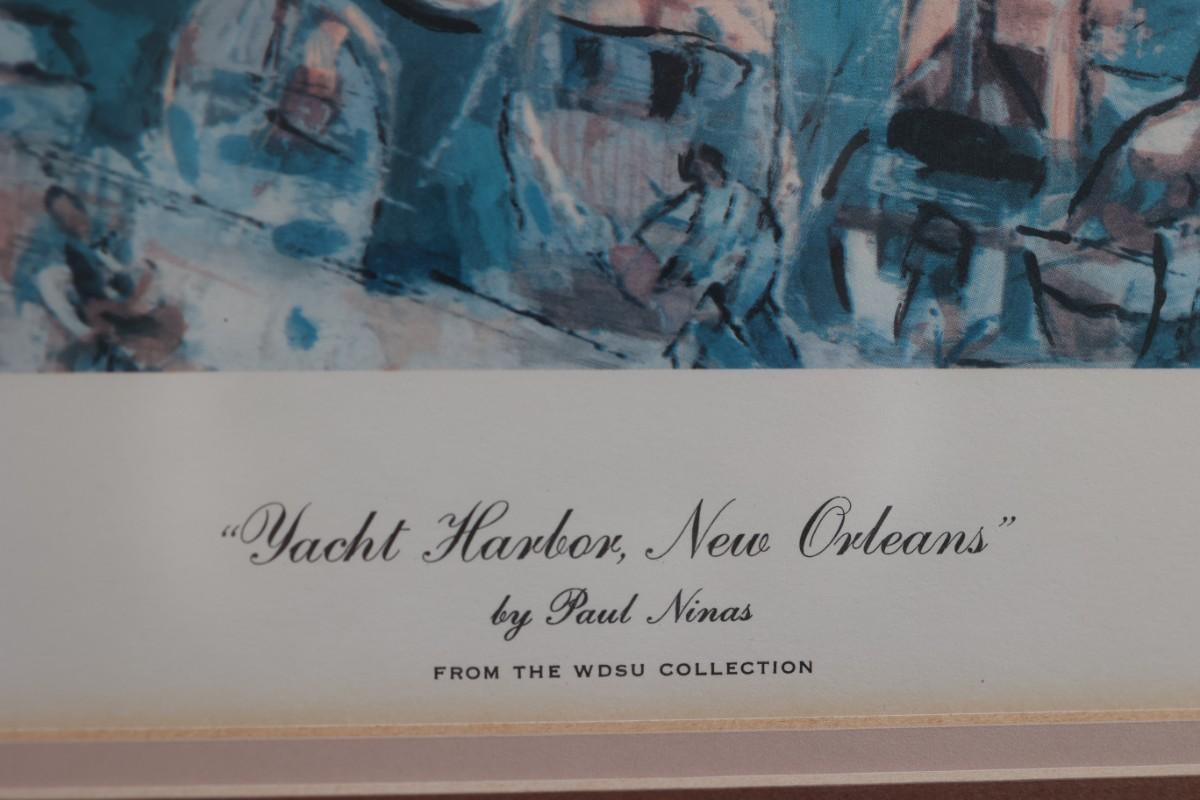 “Yacht Harbor, New Orleans”
by Paul Ninas
FROM THE WDSU COLLECTION